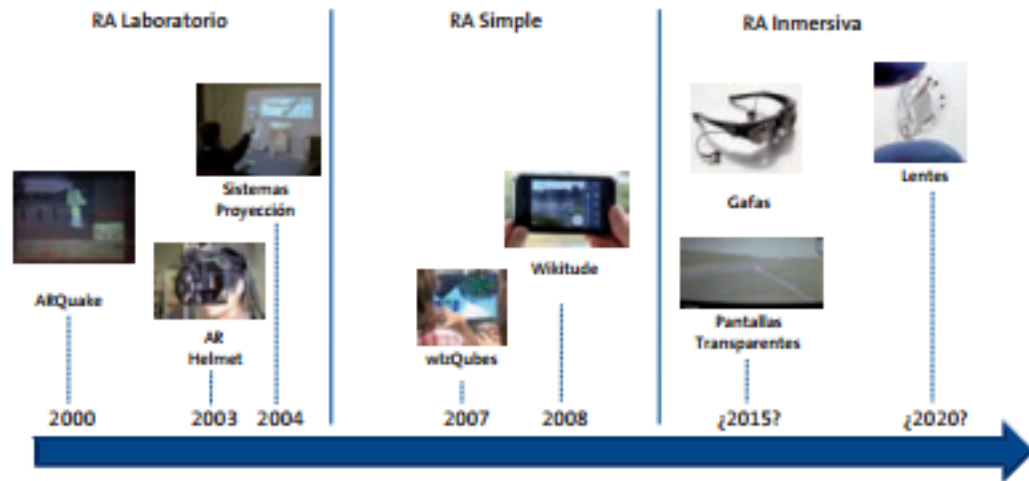 RA Laboratorio
RA Simple
RA Inmersiva
Sistemas
Proyección
Lentes
Gafas
Wikitude
ARQuake
AR
Helmet
wIzQubes
Pantallas
Transparentes
2000
2003
2004
2007
2008
¿2015?
¿2020?